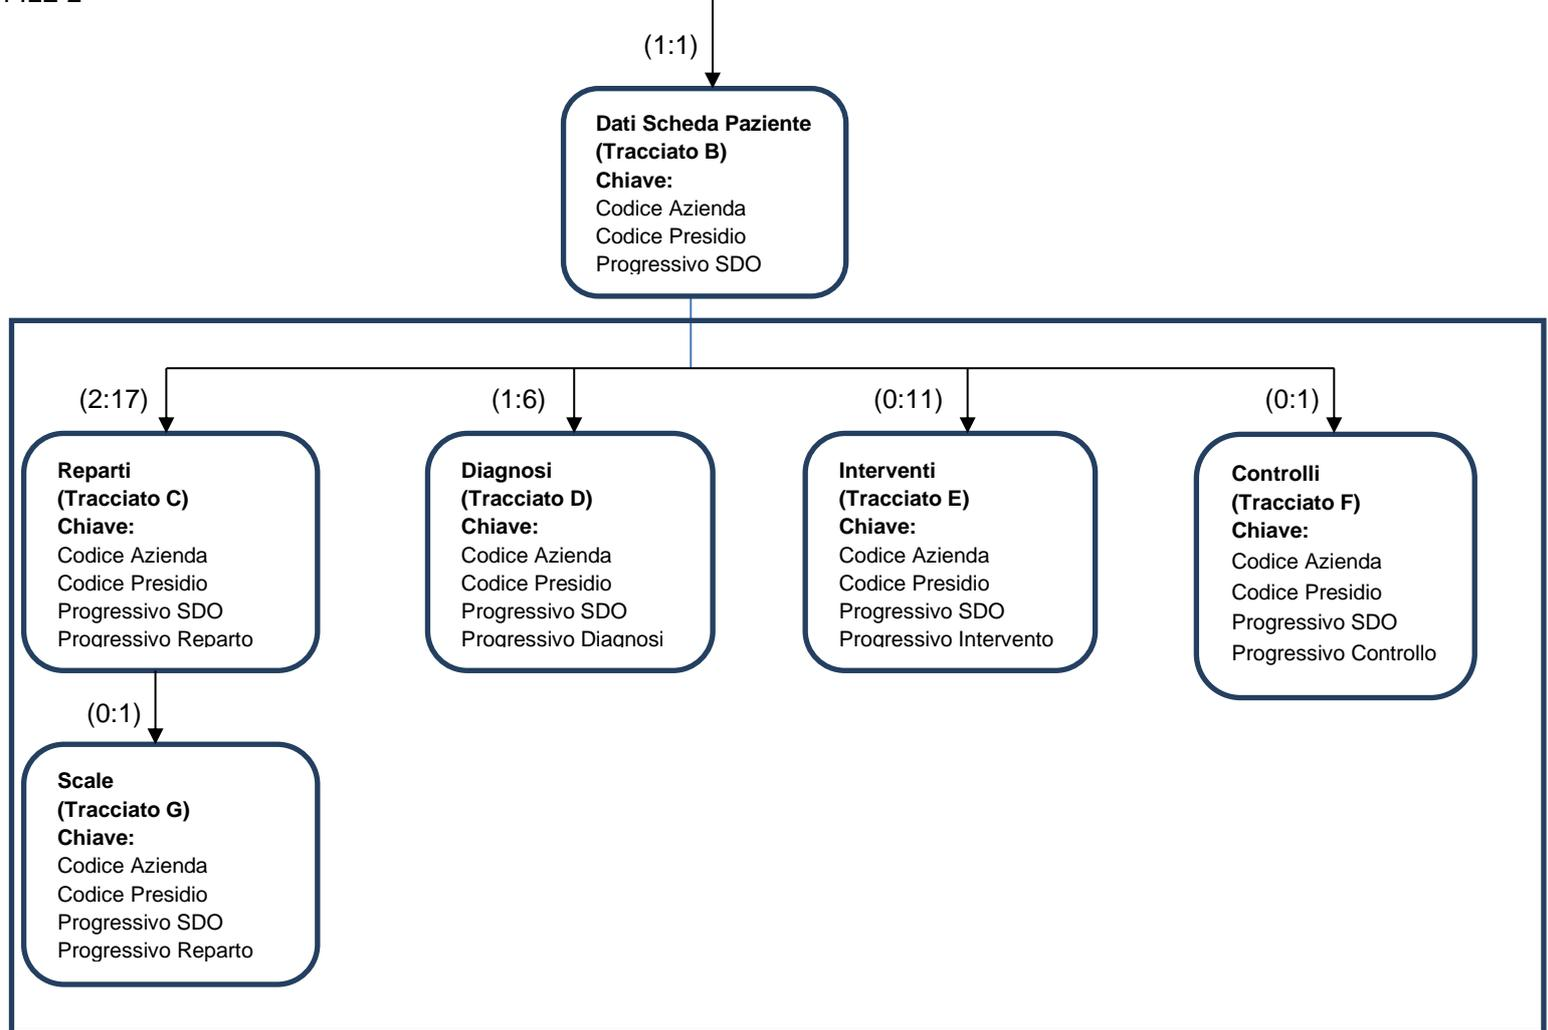 (1:1)
Dati Scheda Paziente
(Tracciato B)
Chiave:
Codice Azienda
Codice Presidio
Progressivo SDO
(2:17)
(1:6)
(0:11)
(0:1)
Reparti
(Tracciato C)
Chiave:
Codice Azienda
Codice Presidio
Progressivo SDO
Progressivo Reparto
Diagnosi
(Tracciato D)
Chiave:
Codice Azienda
Codice Presidio
Progressivo SDO
Progressivo Diagnosi
Interventi
(Tracciato E)
Chiave:
Codice Azienda
Codice Presidio
Progressivo SDO
Progressivo Intervento
Controlli
(Tracciato F)
Chiave:
Codice Azienda
Codice Presidio
Progressivo SDO
Progressivo Controllo
(0:1)
Scale
(Tracciato G)
Chiave:
Codice Azienda
Codice Presidio
Progressivo SDO
Progressivo Reparto